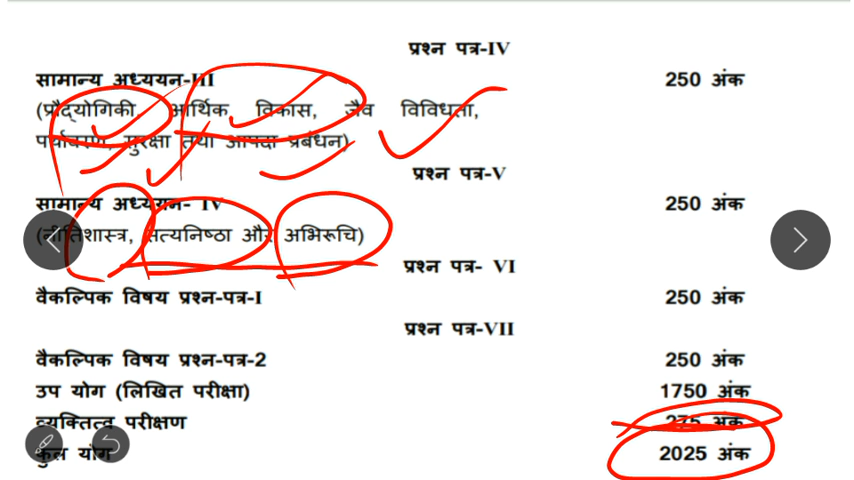 प्रश्न पत्र-IV
सामान्य अध्ययन-III 250 अंक
(प्रौद्योगिकी, आर्थिक विकास, जैव विविधता,
पर्यावरण, सुरक्षा तथा आपदा प्रबंधन)
प्रश्न पत्र-V
सामान्य अध्ययन- IV 250 अंक
(नीतिशास्त्र, सत्यनिष्ठा और अभिरूचि)
प्रश्न पत्र- VI
वैकल्पिक विषय प्रश्न-पत्र-I 250 अंक
प्रश्न पत्र-VII
वैकल्पिक विषय प्रश्न-पत्र-2 250 अंक
उप योग (लिखित परीक्षा) 1750 अंक
व्यक्तित्व परीक्षण 275 अंक
कुल योग 2025 अंक